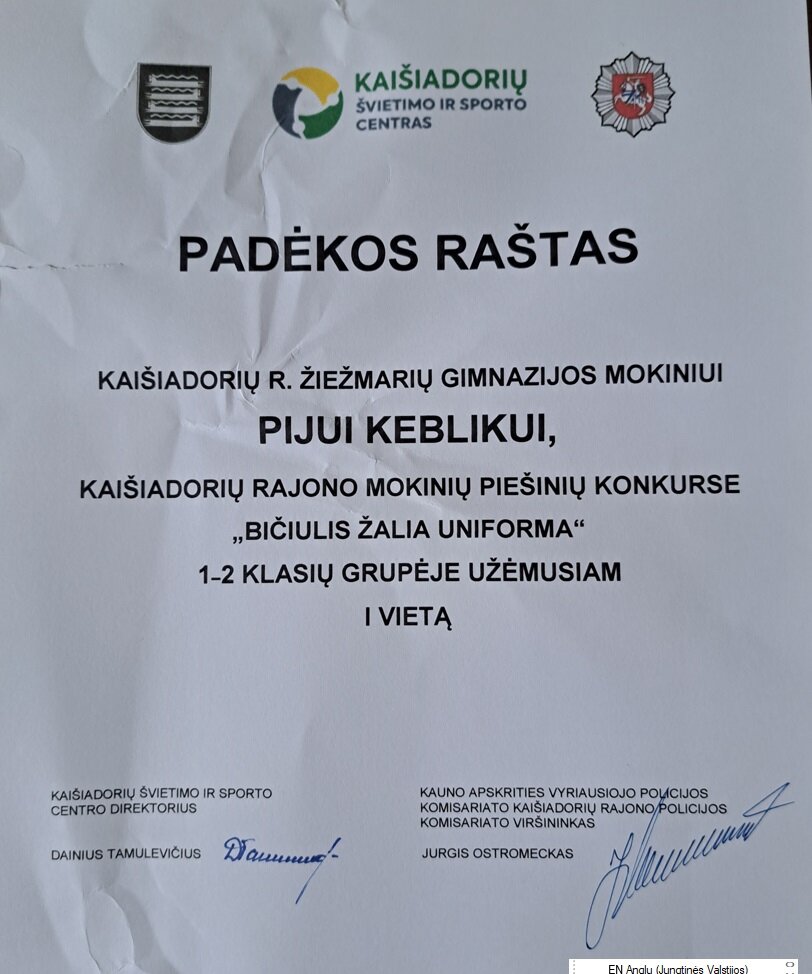 KAIŠIADORIŲ
ŠVIETIMO IR SPORTO
CENTRAS
PADĖKOS RAŠTAS
KAIŠIADORIŲ R. ŽIEŽMARIŲ GIMNAZIJOS MOKINIUI
PIJUI KEBLIKUI,
KAIŠIADORIŲ RAJONO MOKINIŲ PIEŠINIŲ KONKURSE
„BIČIULIS ŽALIA UNIFORMA“
1–2 KLASIŲ GRUPĖJE UŽĖMUSIAM
I VIETĄ
KAIŠIADORIŲ ŠVIETIMO IR SPORTO
CENTRO DIREKTORIUS
DAINIUS TAMULEVIČIUS
KAUNO APSKRITIES VYRIAUSIOJO POLICIJOS
KOMISARIATO KAIŠIADORIŲ RAJONO POLICIJOS
KOMISARIATO VIRŠININKAS
JURGIS OSTROMECKAS
EN Anglų (Jungtinės Valstijos)